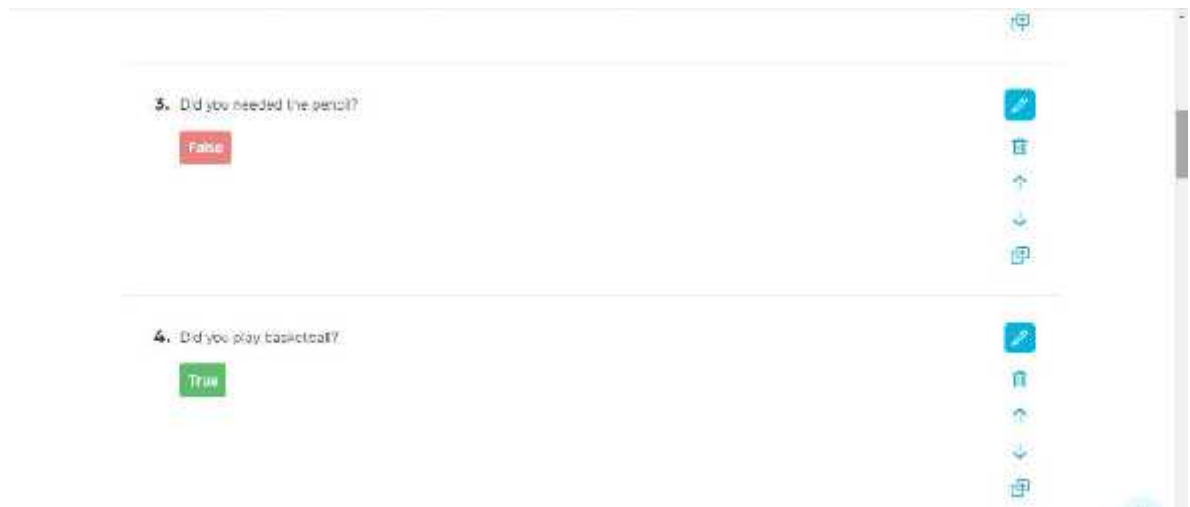 3. Did you needed the pencil?
False
4. Did you play basketball?
True